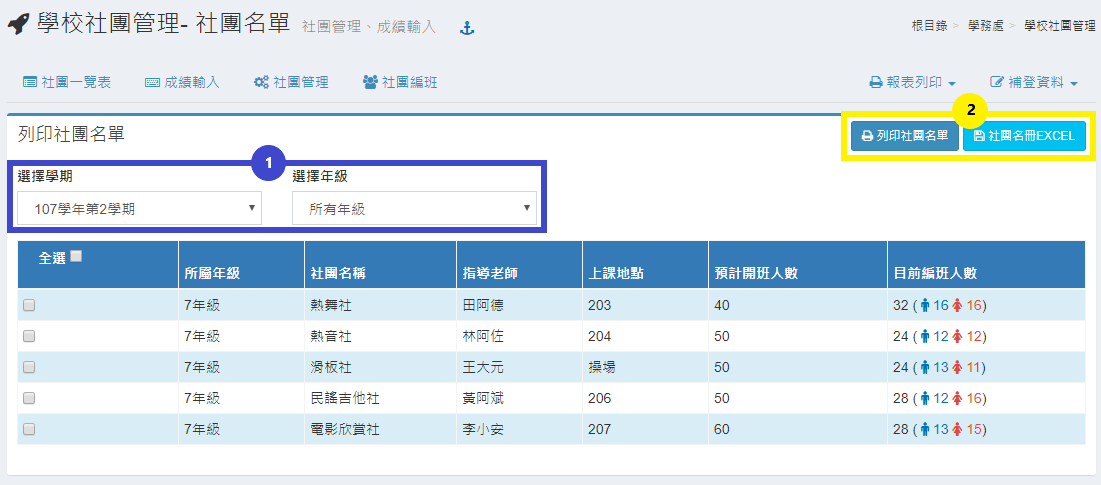 學校社團管理- 社團名單 社團管理、成績輸入
根目錄 > 學務處 > 學校社團管理
社團一覽表 成績輸入 社團管理 社團編班 報表列印 補登資料
列印社團名單
2
列印社團名單 社團名冊EXCEL
1
選擇學期 選擇年級
107學年第2學期 所有年級
全選 所屬年級 社團名稱 指導老師 上課地點 預計開班人數 目前編班人數
7年級 熱舞社 田阿德 203 40 32 ( 16 16)
7年級 熱音社 林阿佐 204 50 24 ( 12 12)
7年級 滑板社 王大元 操場 50 24 ( 13 11)
7年級 民謠吉他社 黃阿斌 206 50 28 ( 12 16)
7年級 電影欣賞社 李小安 207 60 28 ( 13 15)